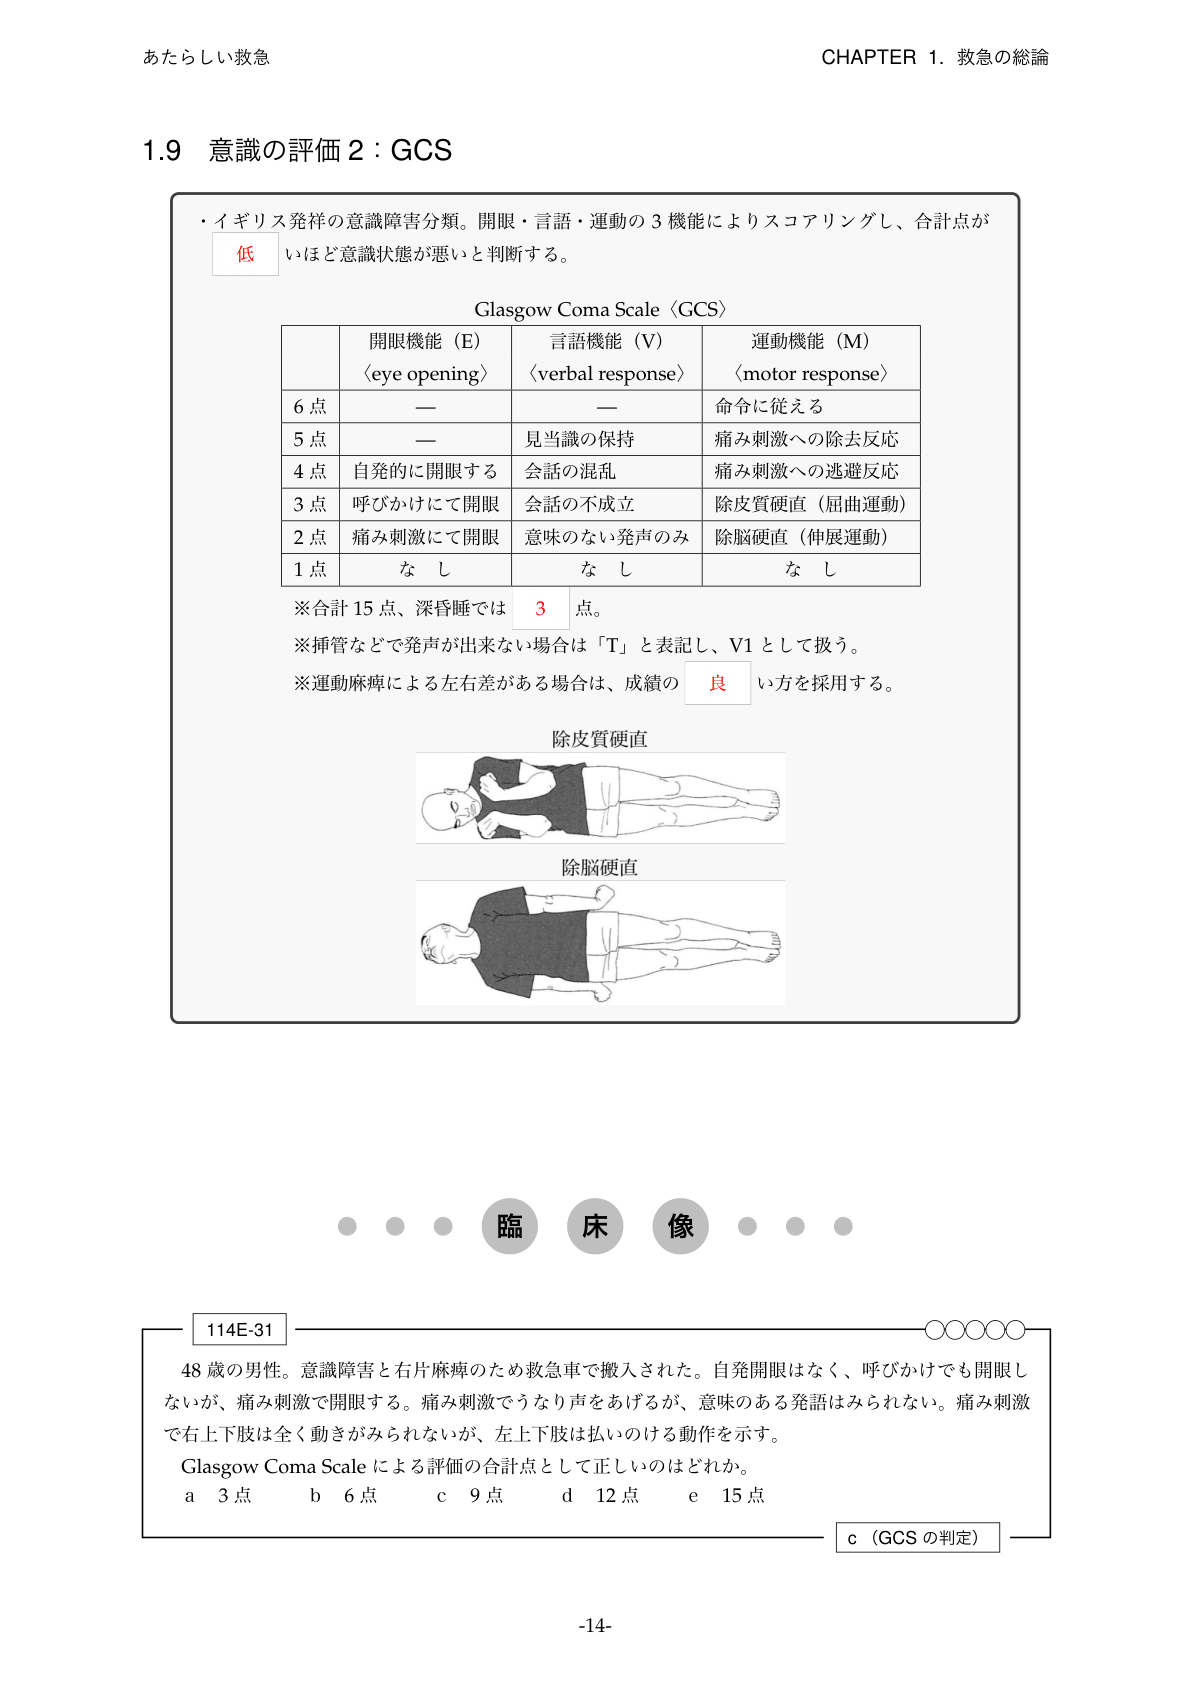 あたらしい救急 CHAPTER 1. 救急の総論
1.9 意識の評価 2：GCS
・イギリス発祥の意識障害分類。開眼・言語・運動の 3 機能によりスコアリングし、合計点が
低 いほど意識状態が悪いと判断する。
Glasgow Coma Scale〈GCS〉
開眼機能（E） 言語機能（V） 運動機能（M）
〈eye opening〉 〈verbal response〉 〈motor response〉
6 点 — — 命令に従える
5 点 — 見当識の保持 痛み刺激への除去反応
4 点 自発的に開眼する 会話の混乱 痛み刺激への逃避反応
3 点 呼びかけにて開眼 会話の不成立 除皮質硬直（屈曲運動）
2 点 痛み刺激にて開眼 意味のない発声のみ 除脳硬直（伸展運動）
1 点 な し な し な し
※合計 15 点、深昏睡では 3 点。
※挿管などで発声が出来ない場合は「T」と表記し、V1 として扱う。
※運動麻痺による左右差がある場合は、成績の 良 い方を採用する。
除皮質硬直
除脳硬直
臨 床 像
114E-31
48 歳の男性。意識障害と右片麻痺のため救急車で搬入された。自発開眼はなく、呼びかけでも開眼し
ないが、痛み刺激で開眼する。痛み刺激でうなり声をあげるが、意味のある発語はみられない。痛み刺激
で右上下肢は全く動きがみられないが、左上下肢は払いのける動作を示す。
Glasgow Coma Scale による評価の合計点として正しいのはどれか。
a 3 点 b 6 点 c 9 点 d 12 点 e 15 点
c （GCS の判定）
-14-